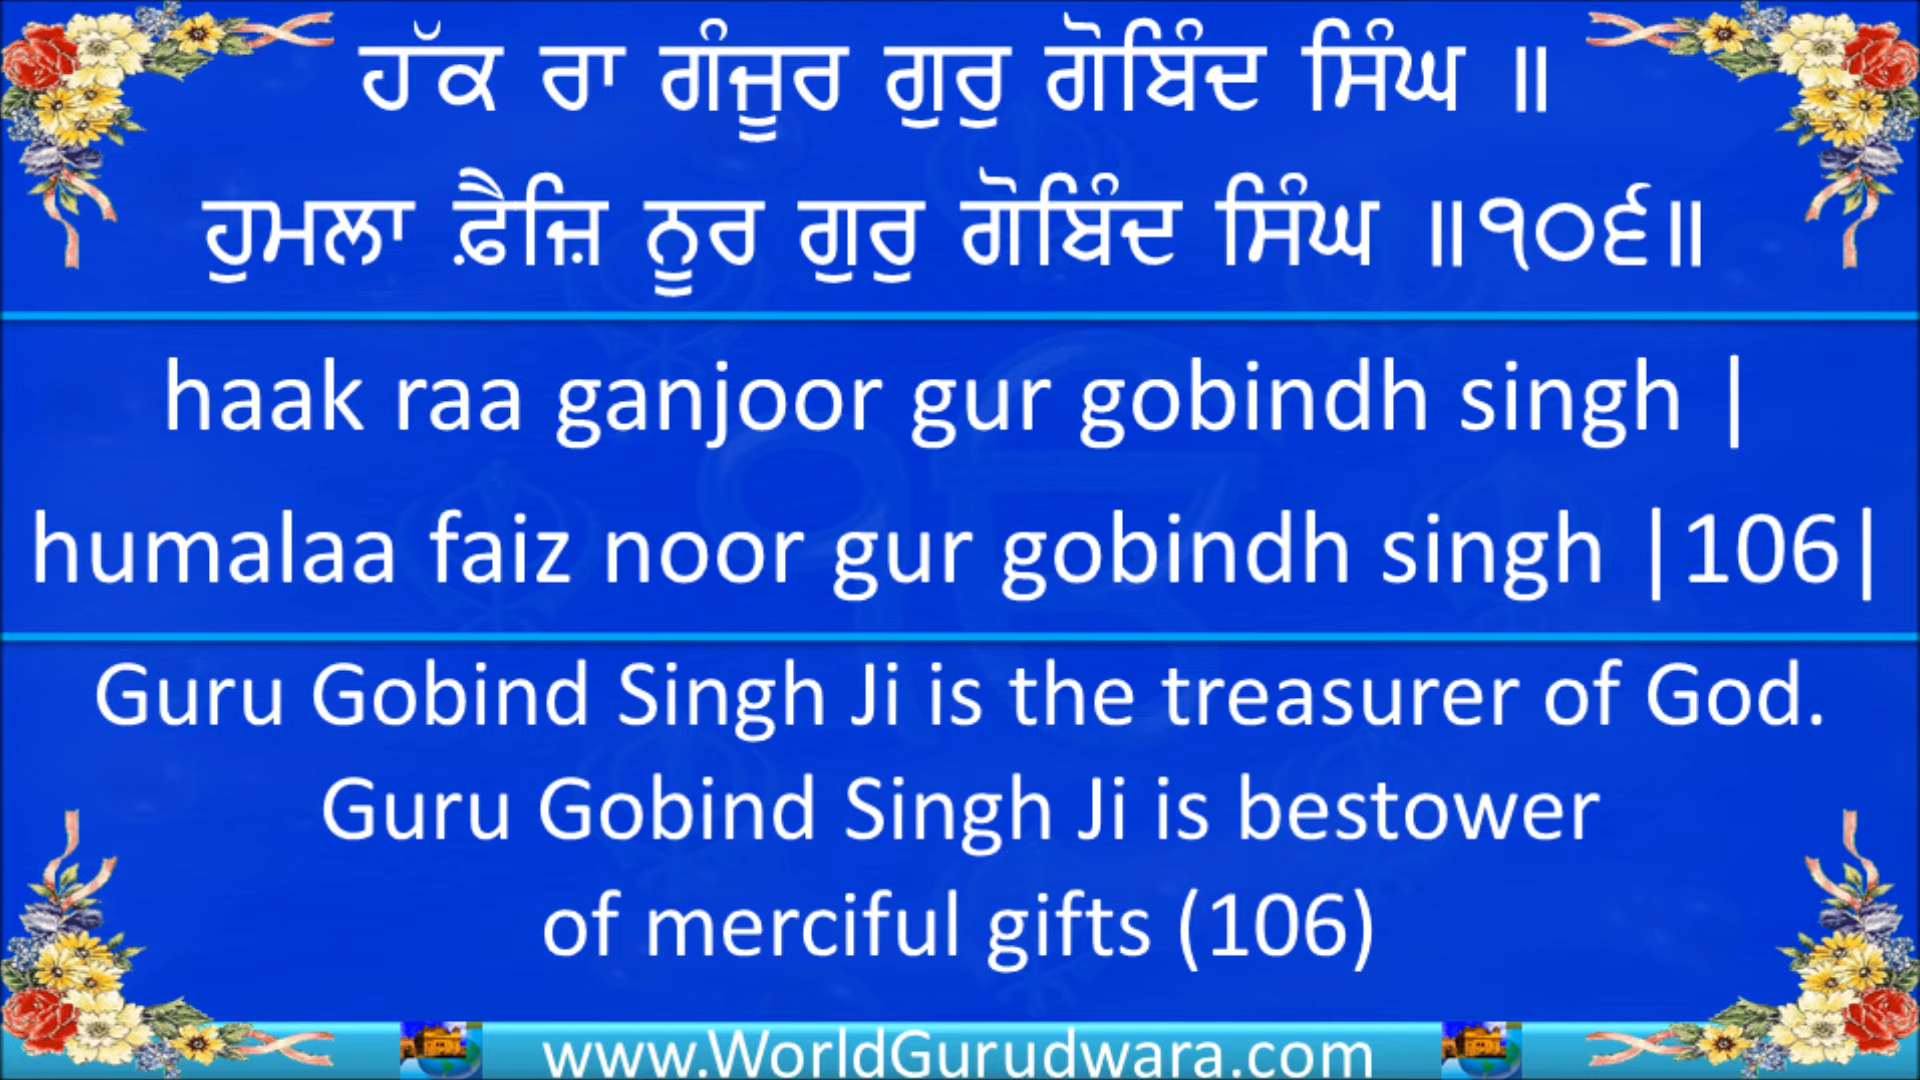 ਹੱਕ ਰਾ ਗੰਜੂਰ ਗੁਰੁ ਗੋਬਿੰਦ ਸਿੰਘ ॥
ਹੁਮਲਾ ਫ਼ੈਜ਼ਿ ਨੂਰ ਗੁਰੁ ਗੋਬਿੰਦ ਸਿੰਘ ॥੧੦੬॥
haak raa ganjoor gur gobindh singh |
humalaa faiz noor gur gobindh singh |106|
Guru Gobind Singh Ji is the treasurer of God.
Guru Gobind Singh Ji is bestower
of merciful gifts (106)
www.WorldGurudwara.com